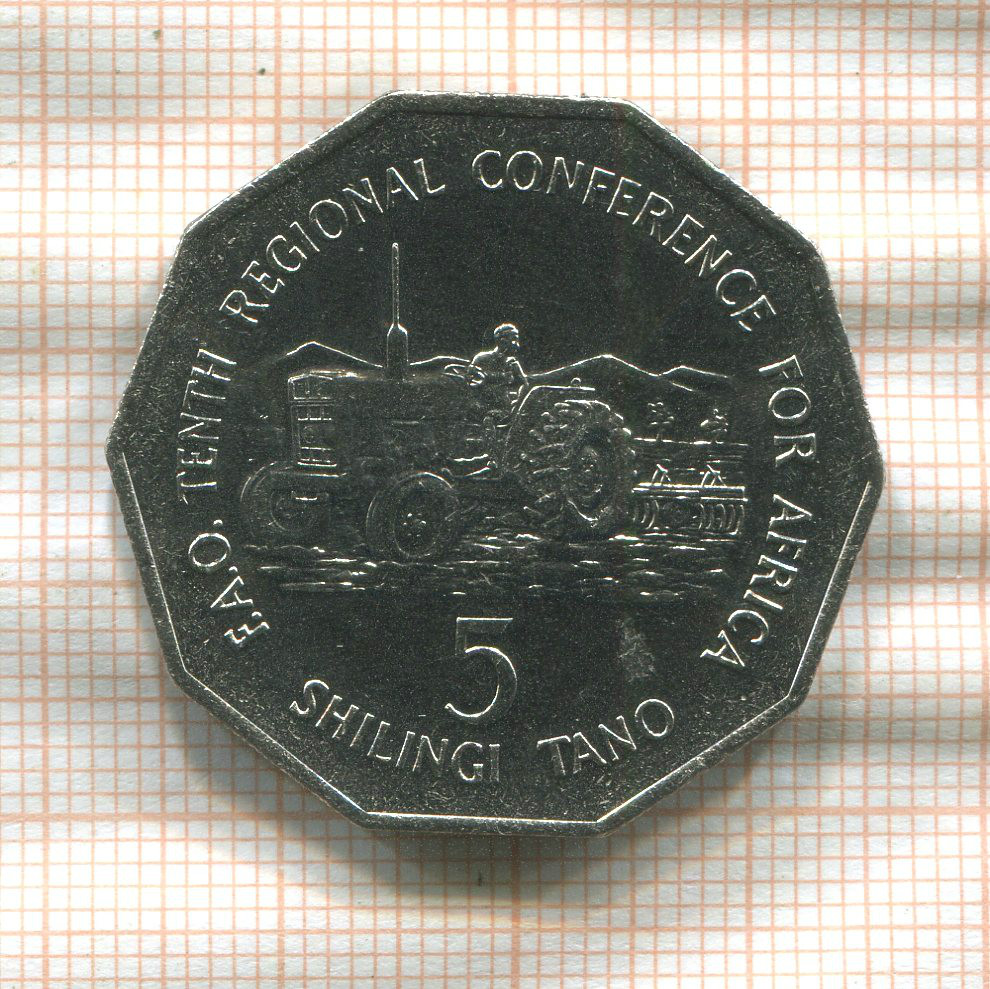 F.A.O. TENTH REGIONAL CONFERENCE FOR AFRICA
5
SHILINGI TANO